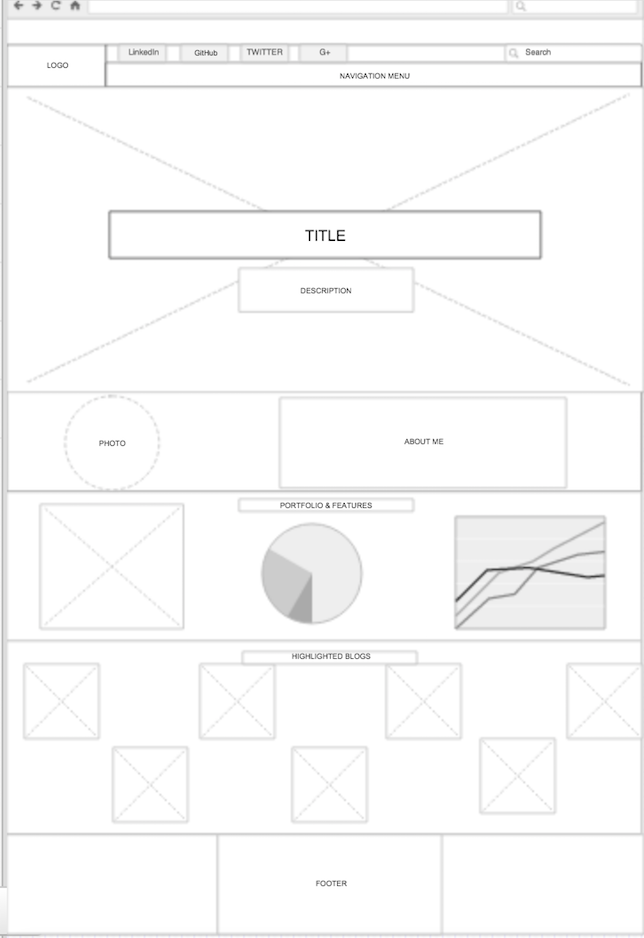 LinkedIn
GitHub
TWITTER
G+
Search
LOGO
NAVIGATION MENU
TITLE
DESCRIPTION
PHOTO
ABOUT ME
PORTFOLIO & FEATURES
HIGHLIGHTED BLOGS
FOOTER